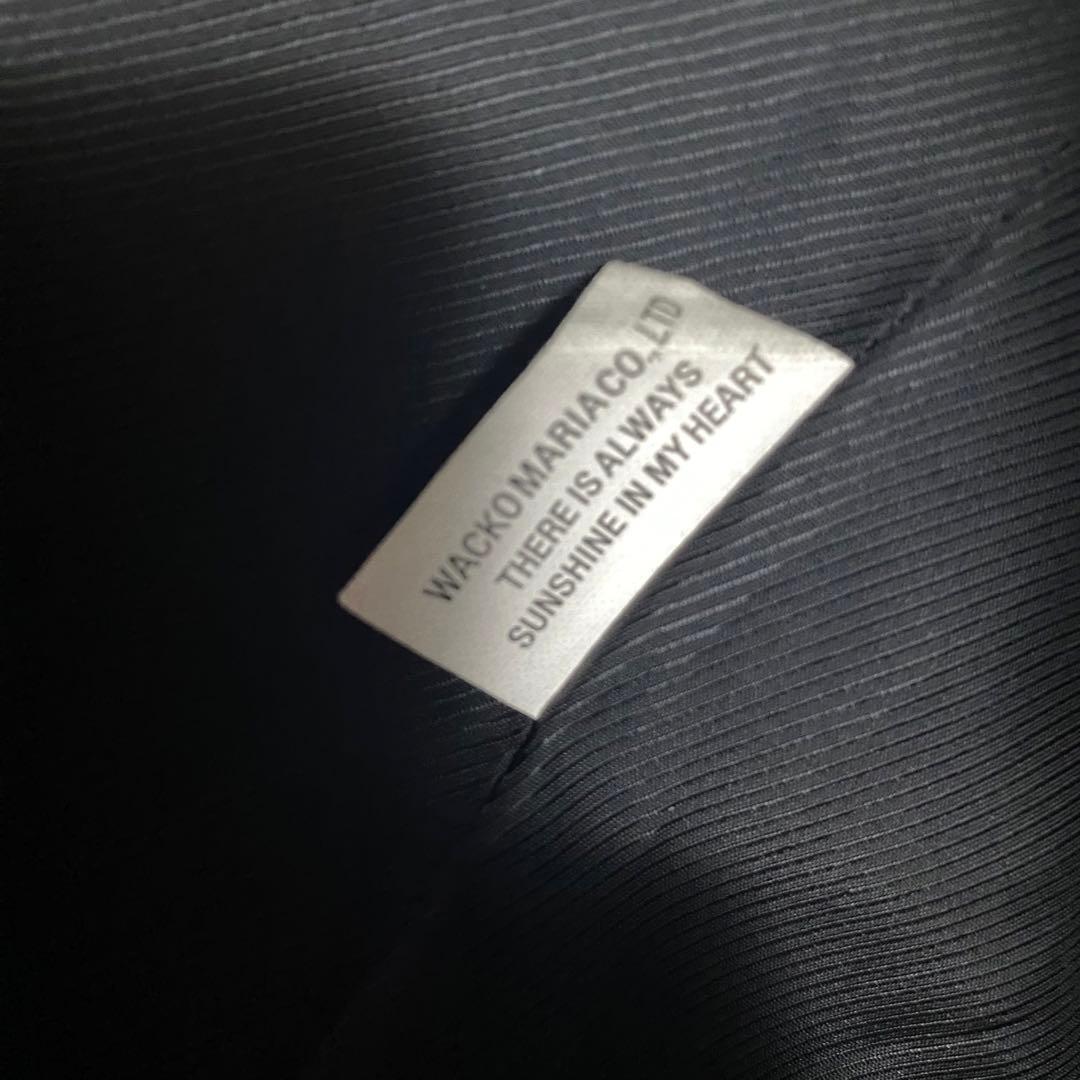 WACKO MARIA CO., LTD
THERE IS ALWAYS
SUNSHINE IN MY HEART